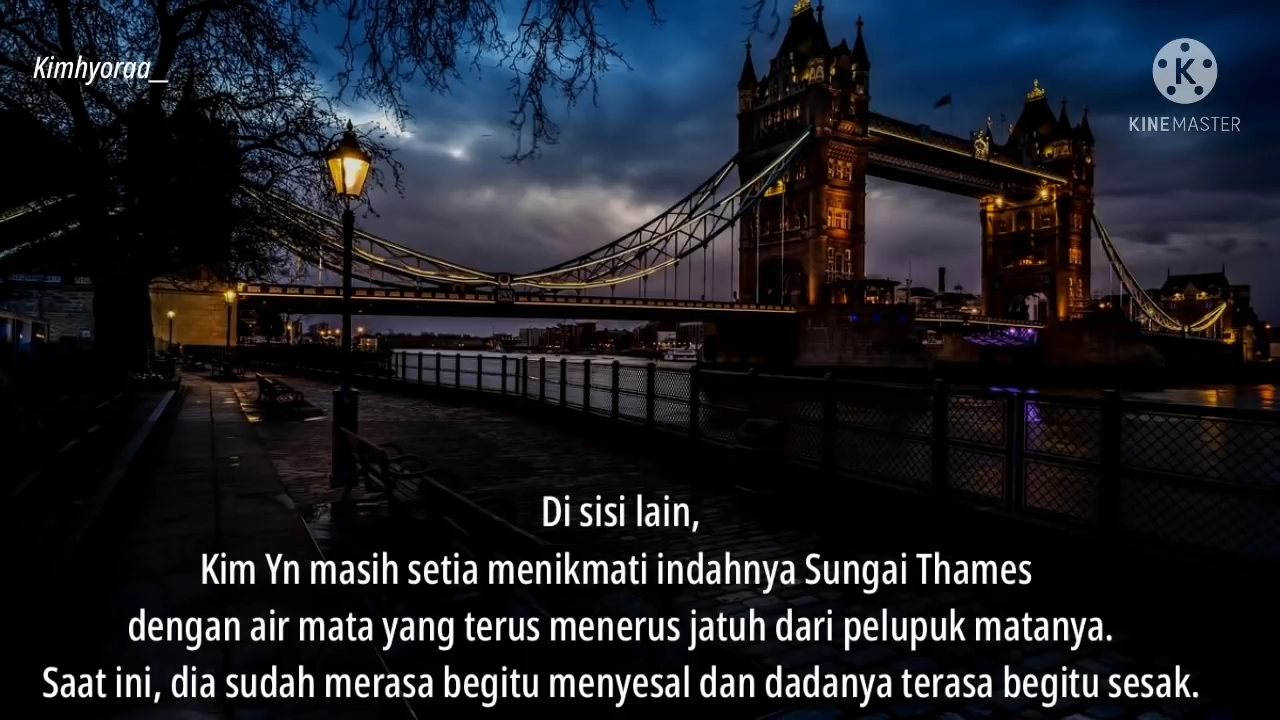 Kimhyoraa_
K
KINEMASTER
Di sisi lain,
Kim Yn masih setia menikmati indahnya Sungai Thames
dengan air mata yang terus menerus jatuh dari pelupuk matanya.
Saat ini, dia sudah merasa begitu menyesal dan dadanya terasa begitu sesak.